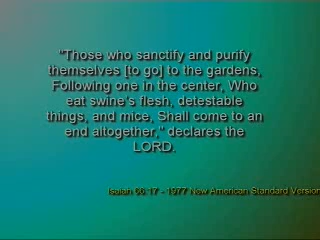 "Those who sanctify and purify
themselves [to go] to the gardens,
Following one in the center, Who
eat swine's flesh, detestable
things, and mice, Shall come to an
end altogether," declares the
LORD.
Isaiah 66:17 - 1977 New American Standard Version